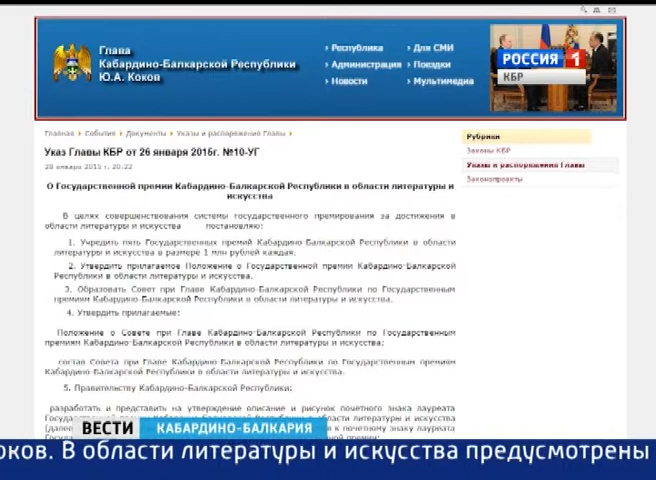 Глава
Кабардино-Балкарской Республики
Ю.А. Коков
Республика
Администрация
Новости
Для СМИ
Поездки
Мультимедиа
РОССИЯ 1
КБР
Главная События Документы Указы и распоряжения Главы
Указ Главы КБР от 26 января 2015г. №10-УГ
28 января 2015 г. 20:22
Рубрики
Законы КБР
Указы и распоряжения Главы
Законопроекты
О Государственной премии Кабардино-Балкарской Республики в области литературы и
искусства
В целях совершенствования системы государственного премирования за достижения в
области литературы и искусства постановляю:
1. Учредить пять Государственных премий Кабардино-Балкарской Республики в области
литературы и искусства в размере 1 млн рублей каждая.
2. Утвердить прилагаемое Положение о Государственной премии Кабардино-Балкарской
Республики в области литературы и искусства.
3. Образовать Совет при Главе Кабардино-Балкарской Республики по Государственным
премиям Кабардино-Балкарской Республики в области литературы и искусства.
4. Утвердить прилагаемые:
Положение о Совете при Главе Кабардино-Балкарской Республики по Государственным
премиям Кабардино-Балкарской Республики в области литературы и искусства;
состав Совета при Главе Кабардино-Балкарской Республики по Государственным премиям
Кабардино-Балкарской Республики в области литературы и искусства.
5. Правительству Кабардино-Балкарской Республики:
разработать и представить на утверждение описание и рисунок почетного знака лауреата
ВЕСТИ КАБАРДИНО-БАЛКАРИЯ
к почетному знаку лауреата
оков. В области литературы и искусства предусмотрены